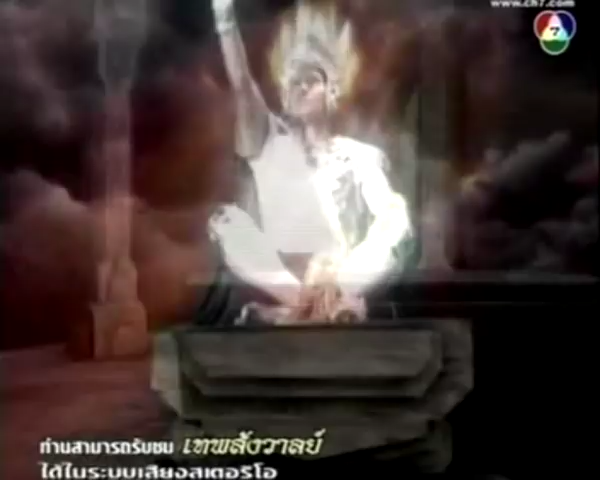 www.ch7.com
7
ท่านสามารถรับชม เทพสังวาลย์
ได้ในระบบเสียงสเตอริโอ